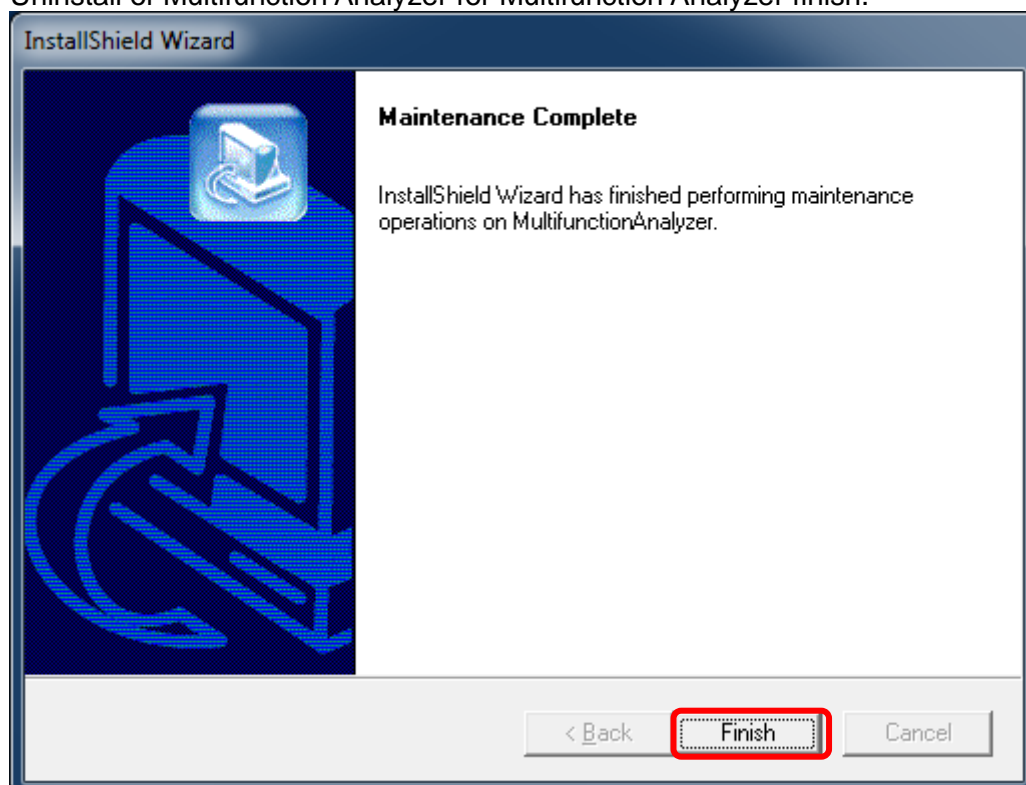 Uninstall of Multifunction Analyzer for Multifunction Analyzer finish.
InstallShield Wizard
Maintenance Complete
InstallShield Wizard has finished performing maintenance
operations on MultifunctionAnalyzer.
< Back Finish Cancel